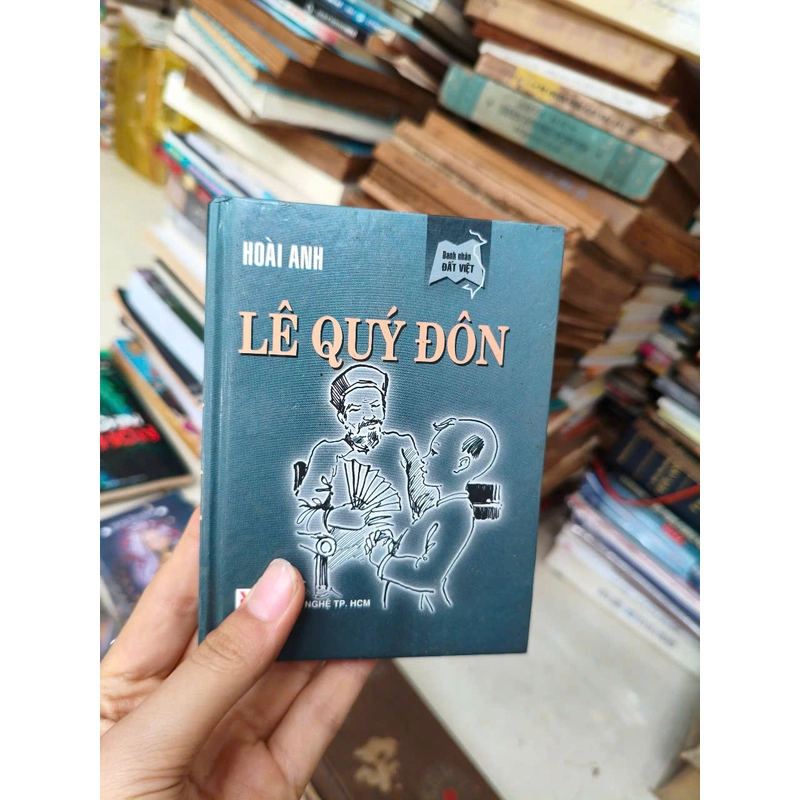 HOÀI ANH
Danh nhân
ĐẤT VIỆT
LÊ QUÝ ĐÔN
NGHỆ TP. HCM